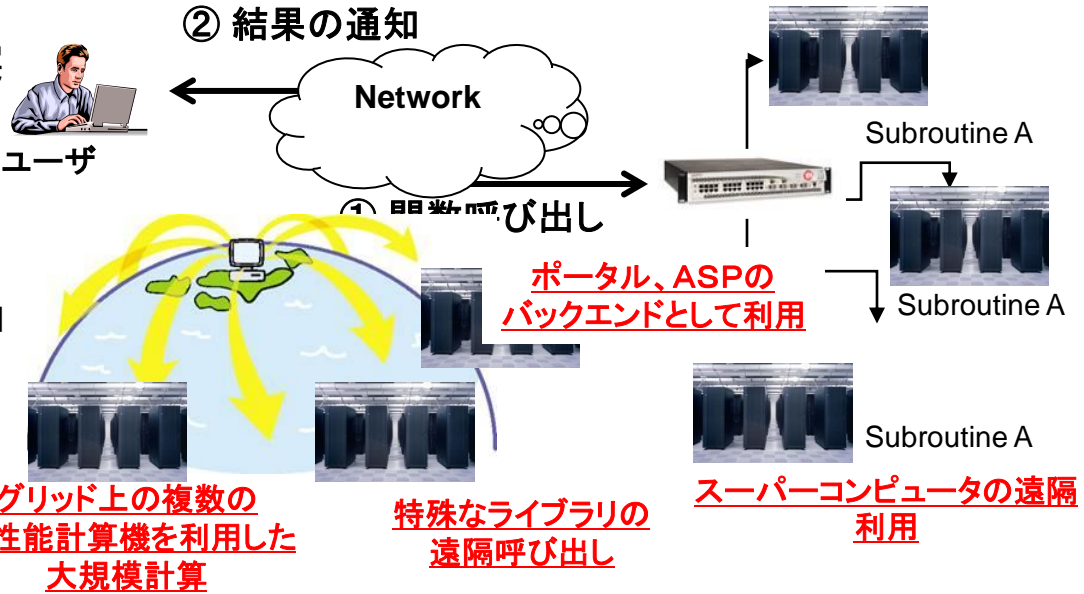 ② 結果の通知
Network
ユーザ
① 関数呼び出し
Subroutine A
Subroutine A
ポータル、ASPの
バックエンドとして利用
Subroutine A
グリッド上の複数の
性能計算機を利用した
大規模計算
特殊なライブラリの
遠隔呼び出し
スーパーコンピュータの遠隔
利用